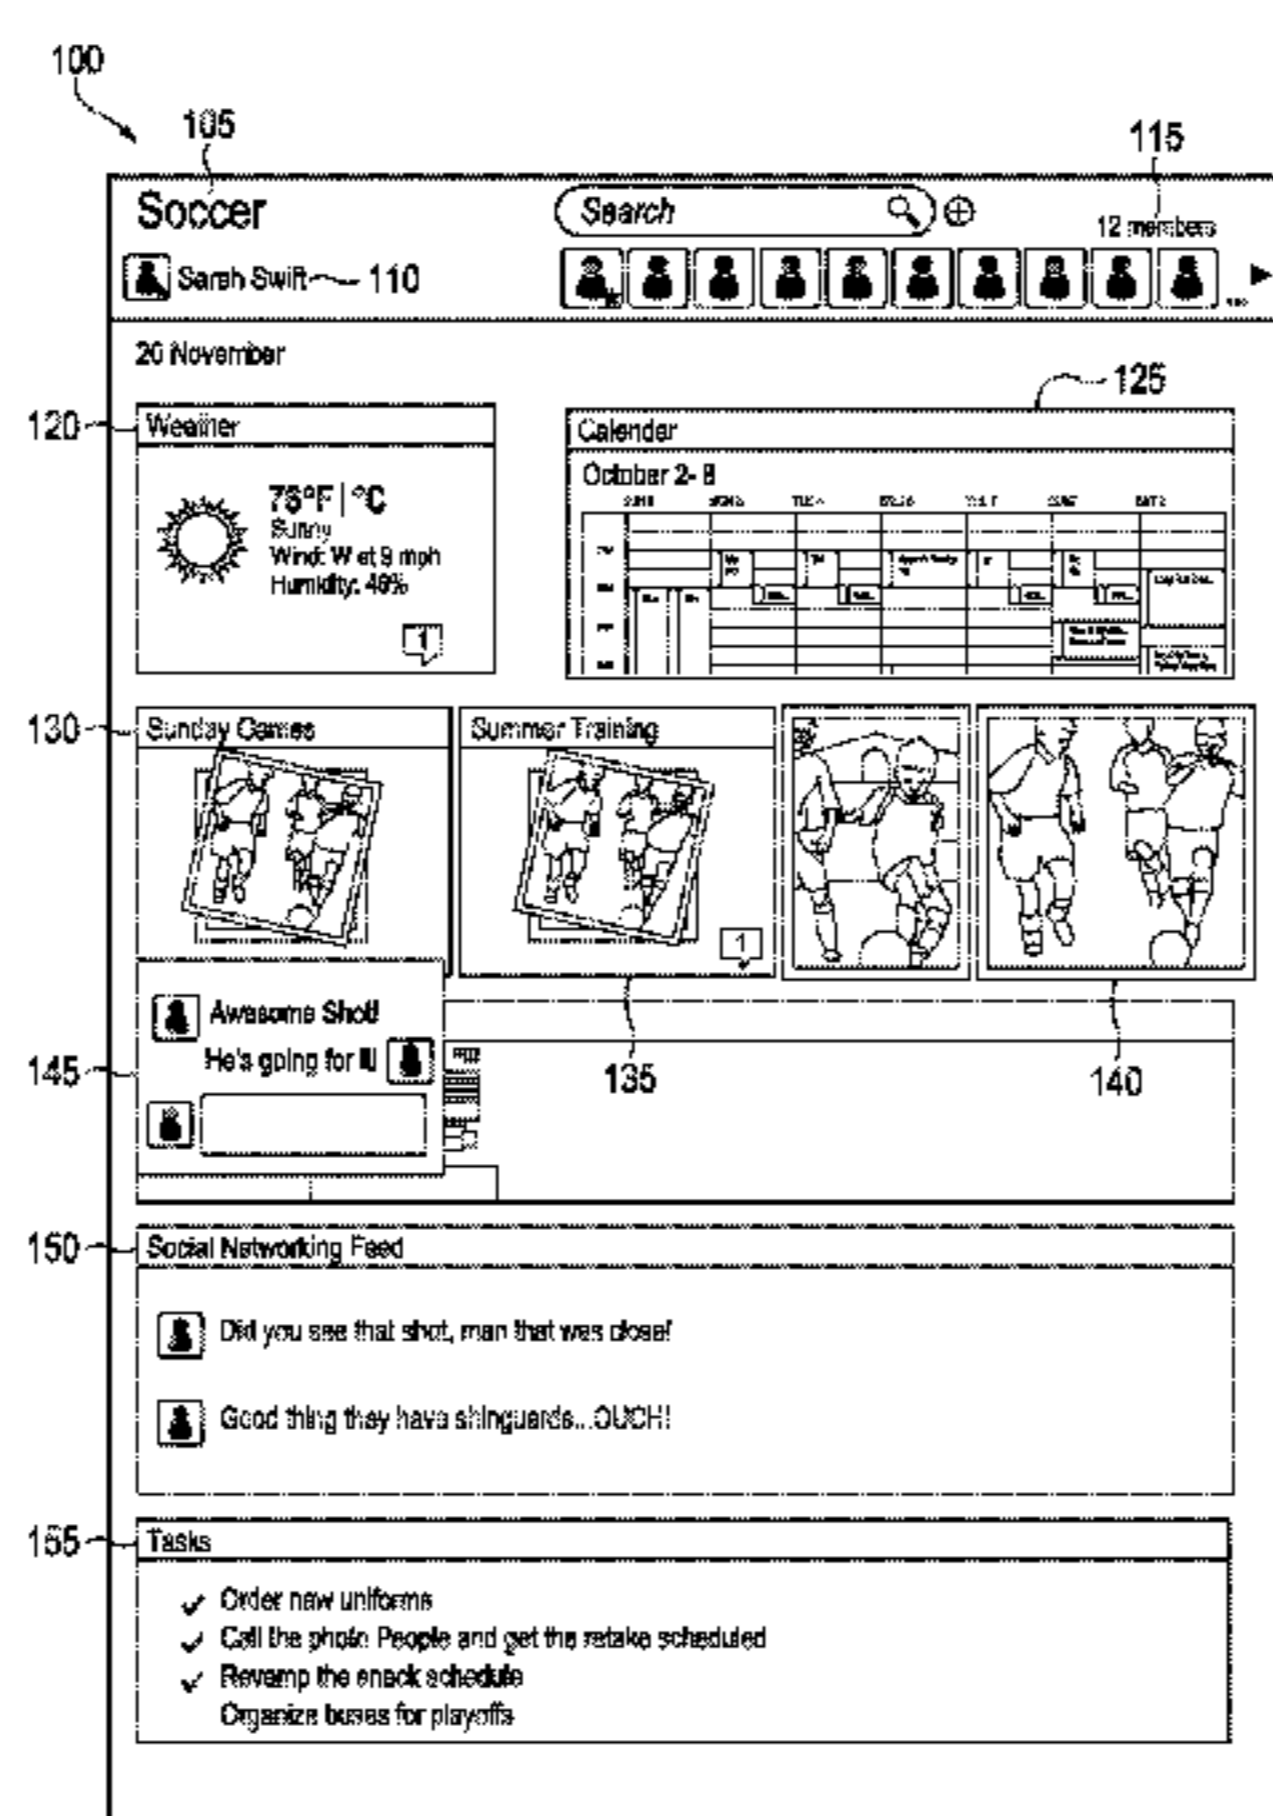 100
105
115
Soccer
Search
12 members
Sarah Swift
110
20 November
125
120
Weather
Calender
October 2-8
°F | °C
Sunny
Wind: W at 9 mph
Humidity: 46%
1
130
Sunday Games
Summer Training
1
Awesome Shot!
He's going for it!
145
135
140
150
Social Networking Feed
Did you see that shot, man that was close!
Good thing they have shinguards...OUCH!
155
Tasks
Order new uniforms
Call the photo People and get the retake scheduled
Revamp the snack schedule
Organize buses for playoffs